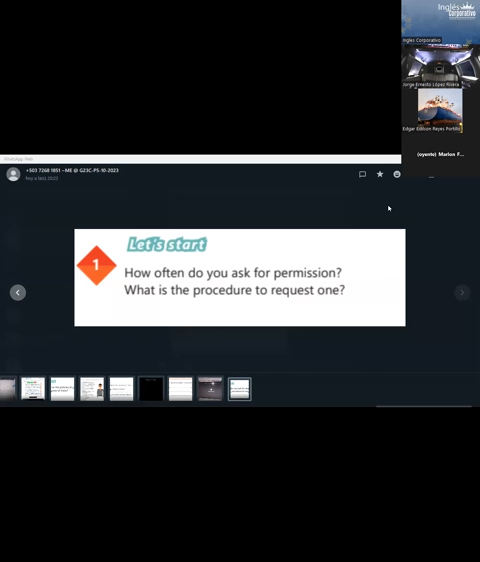 Inglés
Corporativo
Ingles Corporativo
Jorge Ernesto López Rivera
Edgar Edilson Reyes Portillo
(oyente) Marlon F...
WhatsApp Web
+503 7268 1851 ~ME @ G23C-PS-10-2023
Let's start
1
How often do you ask for permission?
What is the procedure to request one?